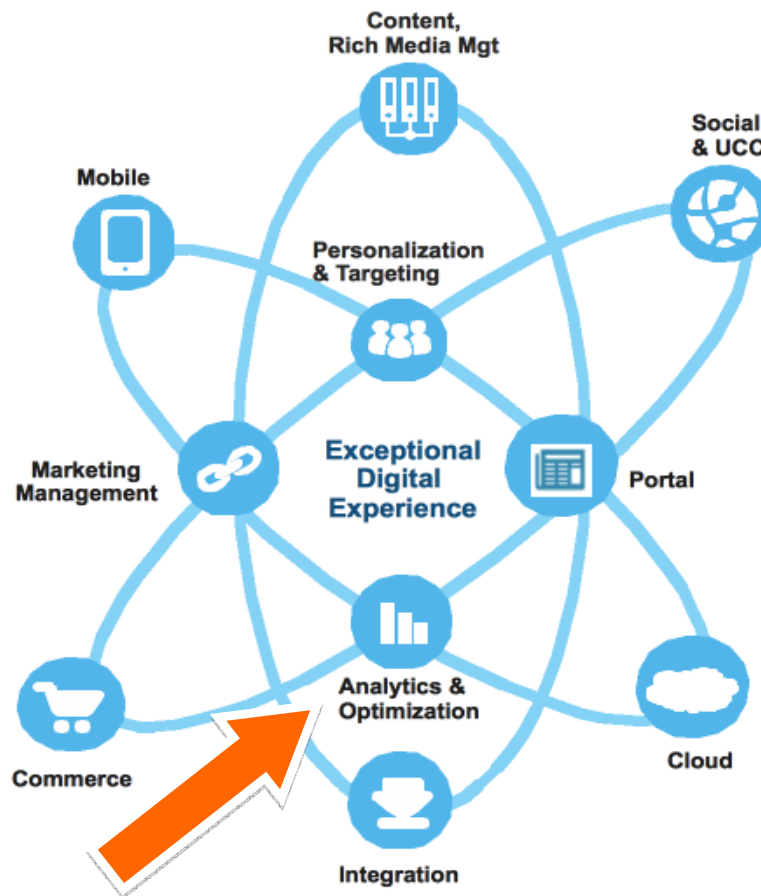 Content,
Rich Media Mgt
Social
& UCC
Mobile
Personalization
& Targeting
Marketing
Management
Exceptional
Digital
Experience
Portal
Analytics &
Optimization
Commerce
Cloud
Integration